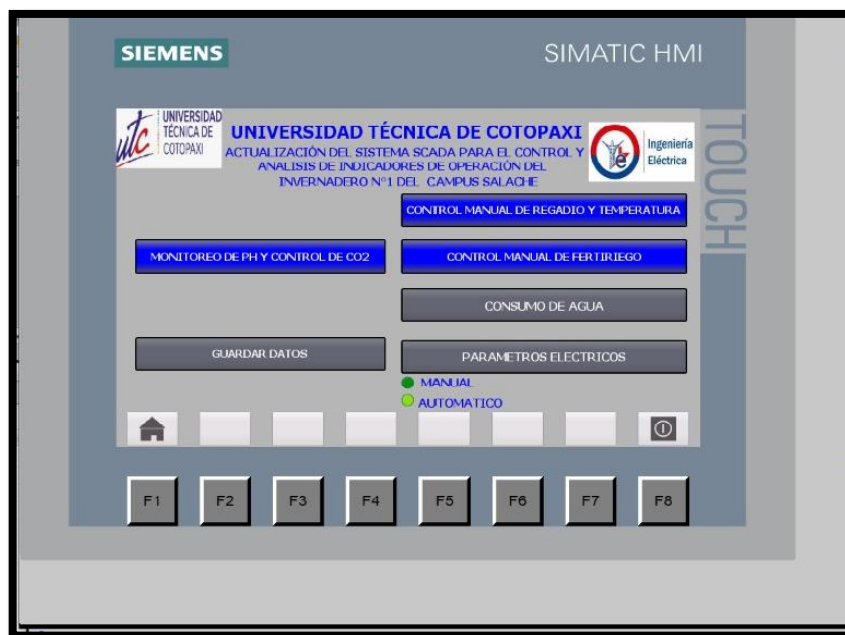 SIEMENS
SIMATIC HMI
TOUCH
utc
UNIVERSIDAD
TÉCNICA DE
COTOPAXI
UNIVERSIDAD TÉCNICA DE COTOPAXI
ACTUALIZACIÓN DEL SISTEMA SCADA PARA EL CONTROL Y
ANALISIS DE INDICADORES DE OPERACIÓN DEL
INVERNADERO N°1 DEL CAMPUS SALACHE
Ingeniería
Eléctrica
CONTROL MANUAL DE REGADIO Y TEMPERATURA
MONITOREO DE PH Y CONTROL DE CO2
CONTROL MANUAL DE FERTIRIEGO
CONSUMO DE AGUA
GUARDAR DATOS
PARAMETROS ELECTRICOS
MANUAL
AUTOMATICO
F1 F2 F3 F4 F5 F6 F7 F8